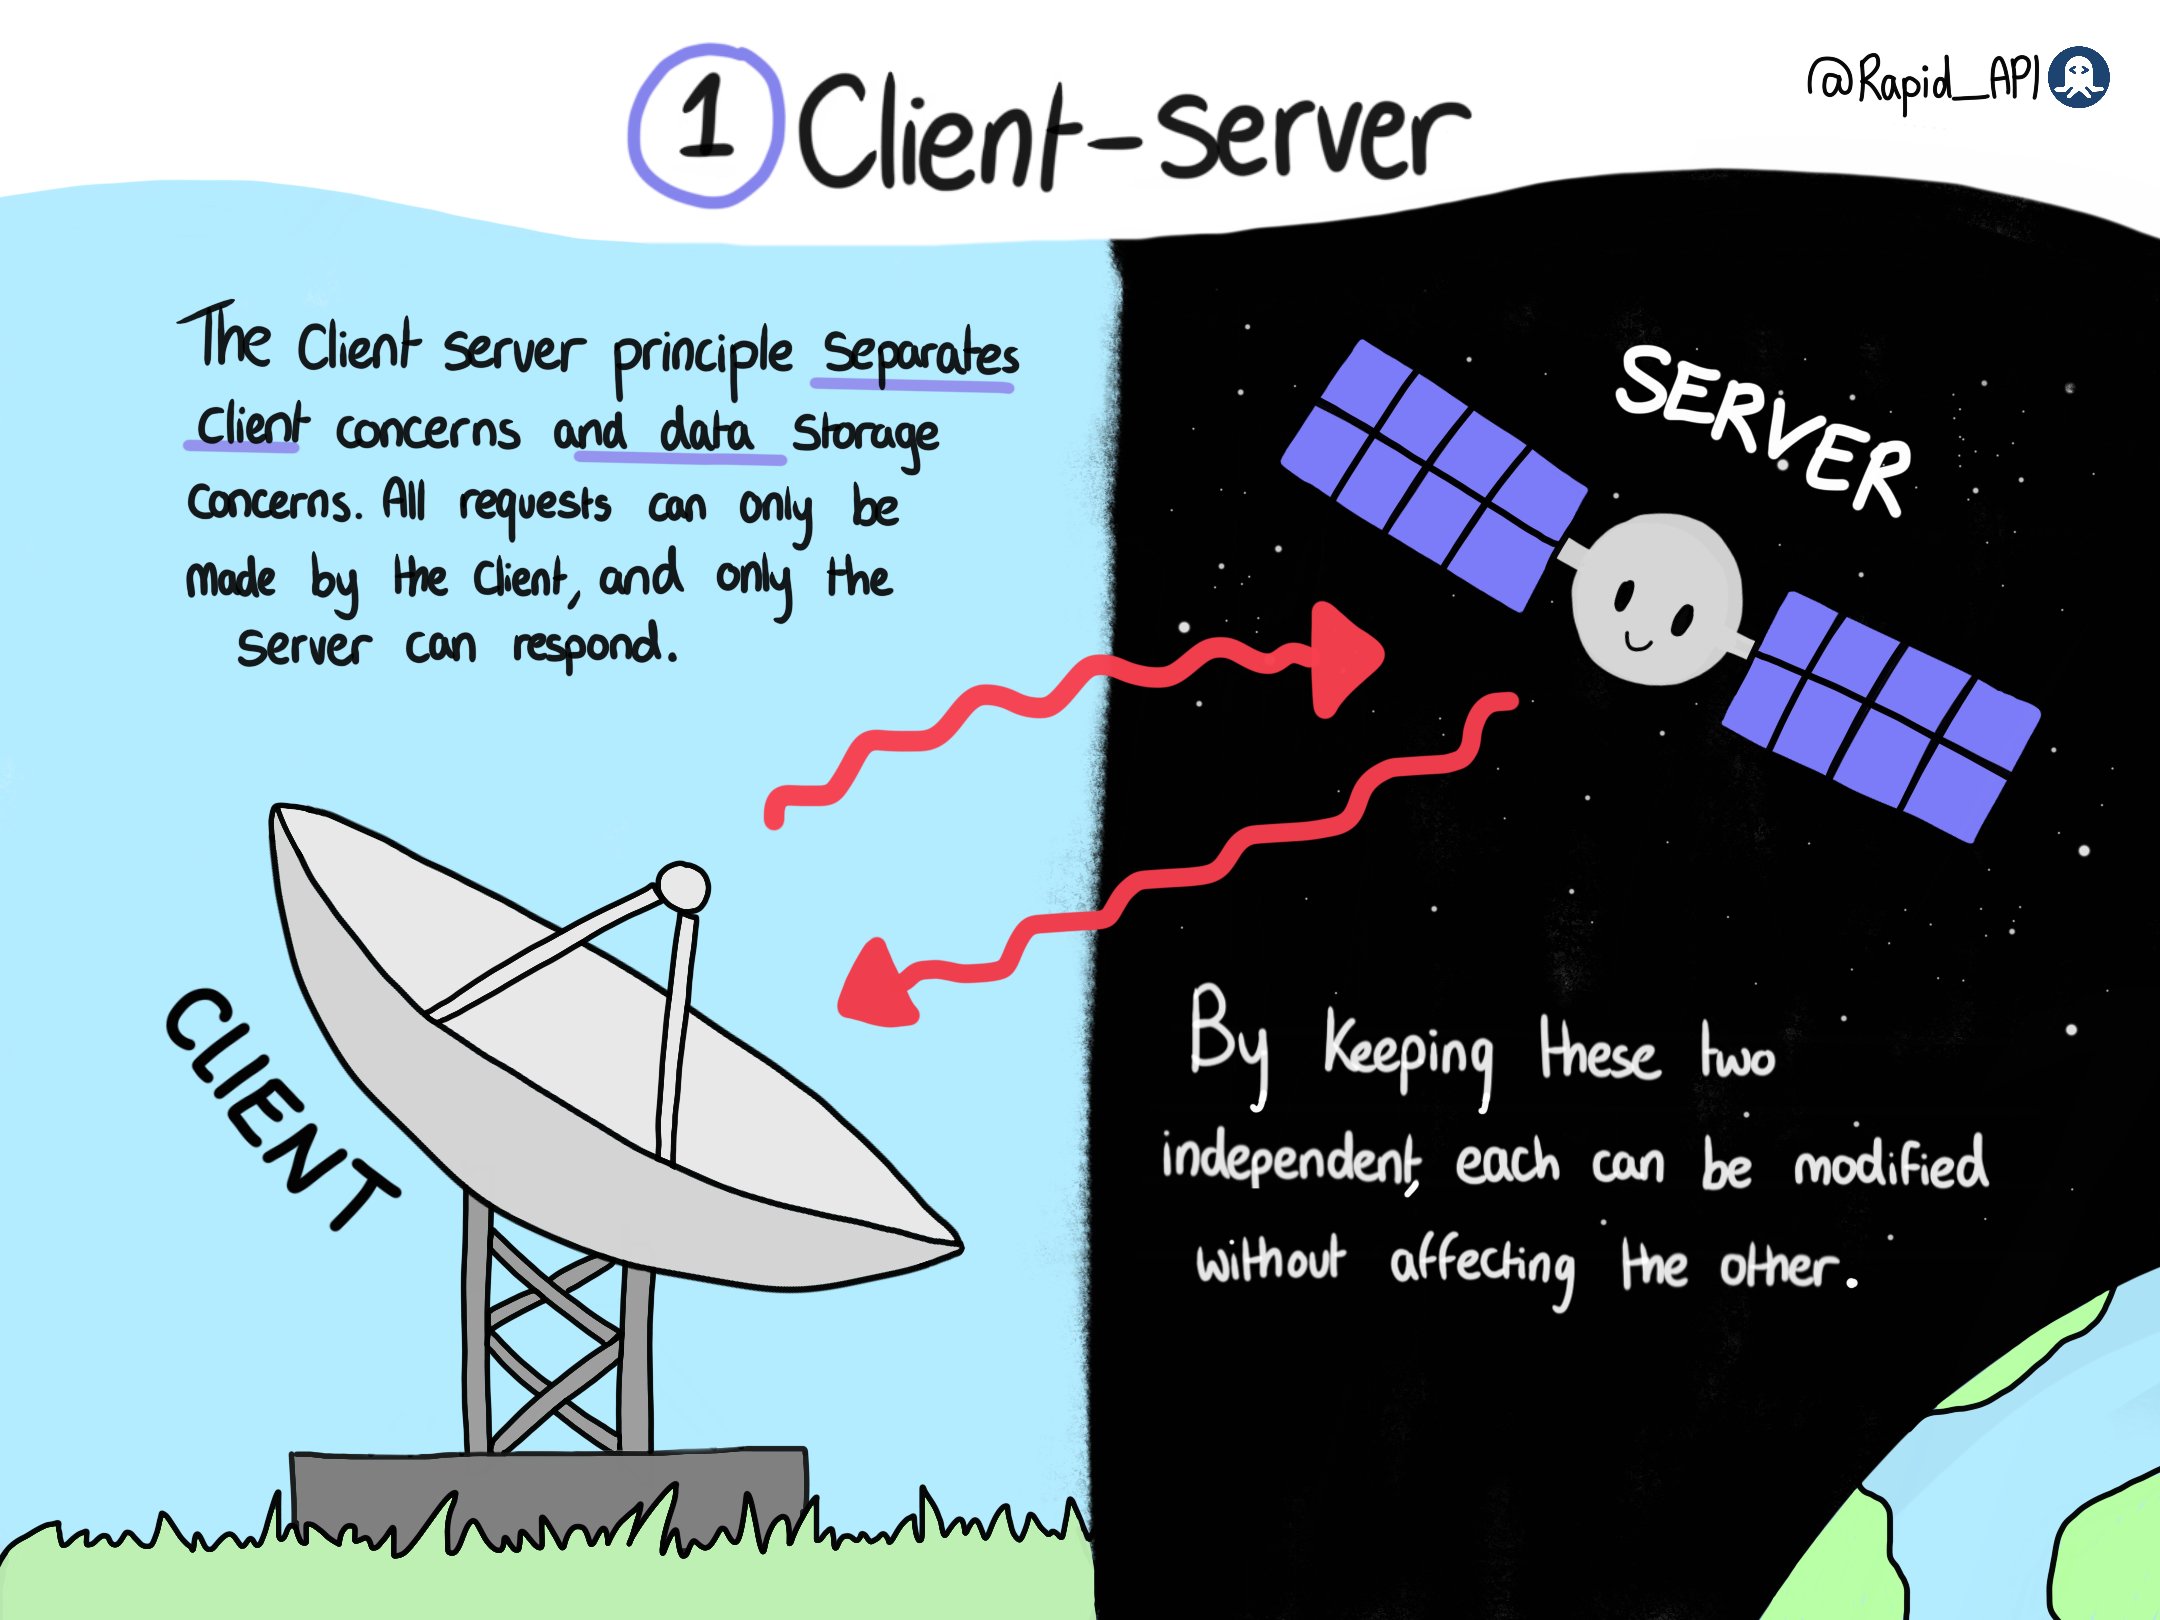 1 Client-server
@Rapid_API
The Client server principle separates
Client concerns and data storage
concerns. All requests can only be
made by the client, and only the
server can respond.
SERVER
CLIENT
By keeping these two
independent, each can be modified
without affecting the other.